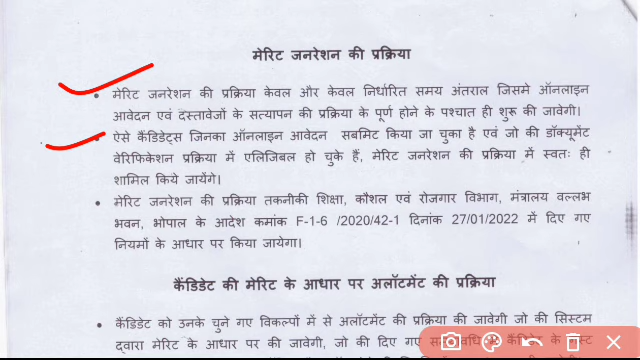 मेरिट जनरेशन की प्रक्रिया
• मेरिट जनरेशन की प्रक्रिया केवल और केवल निर्धारित समय अंतराल जिसमे ऑनलाइन
आवेदन एवं दस्तावेजों के सत्यापन की प्रक्रिया के पूर्ण होने के पश्चात ही शुरू की जावेगी।
• ऐसे कैंडिडेट्स जिनका ऑनलाइन आवेदन सबमिट किया जा चुका है एवं जो की डॉक्यूमेंट
वेरिफिकेशन प्रक्रिया में एलिजिबल हो चुके हैं, मेरिट जनरेशन की प्रक्रिया में स्वतः ही
शामिल किये जायेंगे।
• मेरिट जनरेशन की प्रक्रिया तकनीकी शिक्षा, कौशल एवं रोजगार विभाग, मंत्रालय वल्लभ
भवन, भोपाल के आदेश कमांक F-1-6 /2020/42-1 दिनांक 27/01/2022 में दिए गए
नियमों के आधार पर किया जायेगा।
कैंडिडेट की मेरिट के आधार पर अलॉटमेंट की प्रक्रिया
• कैंडिडेट को उनके चुने गए विकल्पों में से अलॉटमेंट की प्रक्रिया की जावेगी जो की सिस्टम
द्वारा मेरिट के आधार पर की जावेगी, जो की दिए गए के